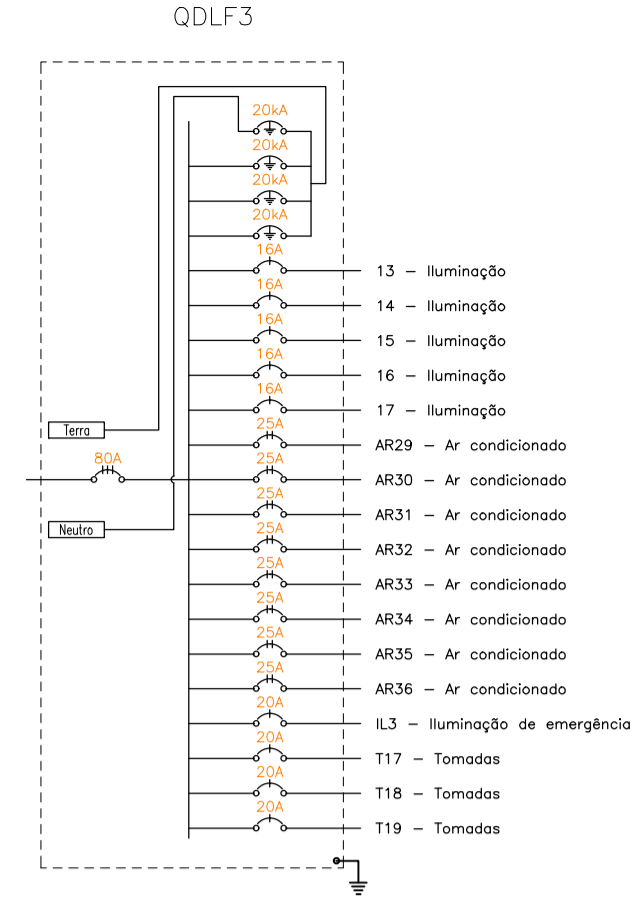 QDLF3
20kA
20kA
20kA
20kA
16A
13 – Iluminação
16A
14 – Iluminação
16A
15 – Iluminação
16A
16 – Iluminação
16A
17 – Iluminação
Terra
25A
AR29 – Ar condicionado
80A
25A
AR30 – Ar condicionado
25A
AR31 – Ar condicionado
Neutro
25A
AR32 – Ar condicionado
25A
AR33 – Ar condicionado
25A
AR34 – Ar condicionado
25A
AR35 – Ar condicionado
25A
AR36 – Ar condicionado
20A
IL3 – Iluminação de emergência
20A
T17 – Tomadas
20A
T18 – Tomadas
20A
T19 – Tomadas